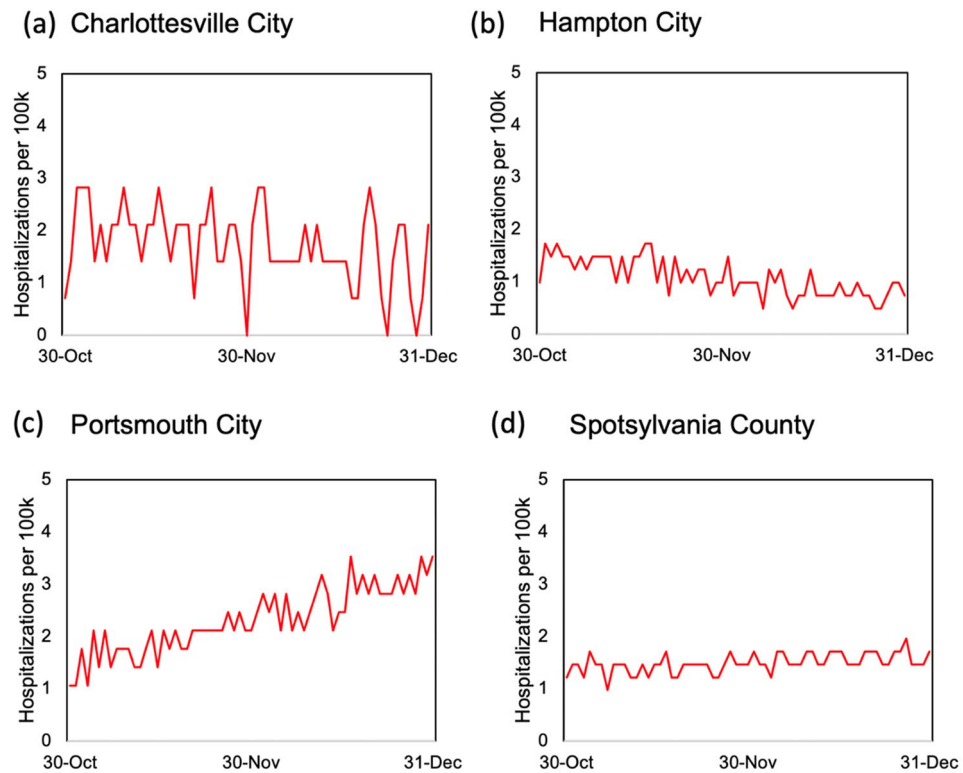 (a) Charlottesville City
Hospitalizations per 100k
5
4
3
2
1
0
30-Oct 30-Nov 31-Dec
(b) Hampton City
Hospitalizations per 100k
5
4
3
2
1
0
30-Oct 30-Nov 31-Dec
(c) Portsmouth City
Hospitalizations per 100k
5
4
3
2
1
0
30-Oct 30-Nov 31-Dec
(d) Spotsylvania County
Hospitalizations per 100k
5
4
3
2
1
0
30-Oct 30-Nov 31-Dec